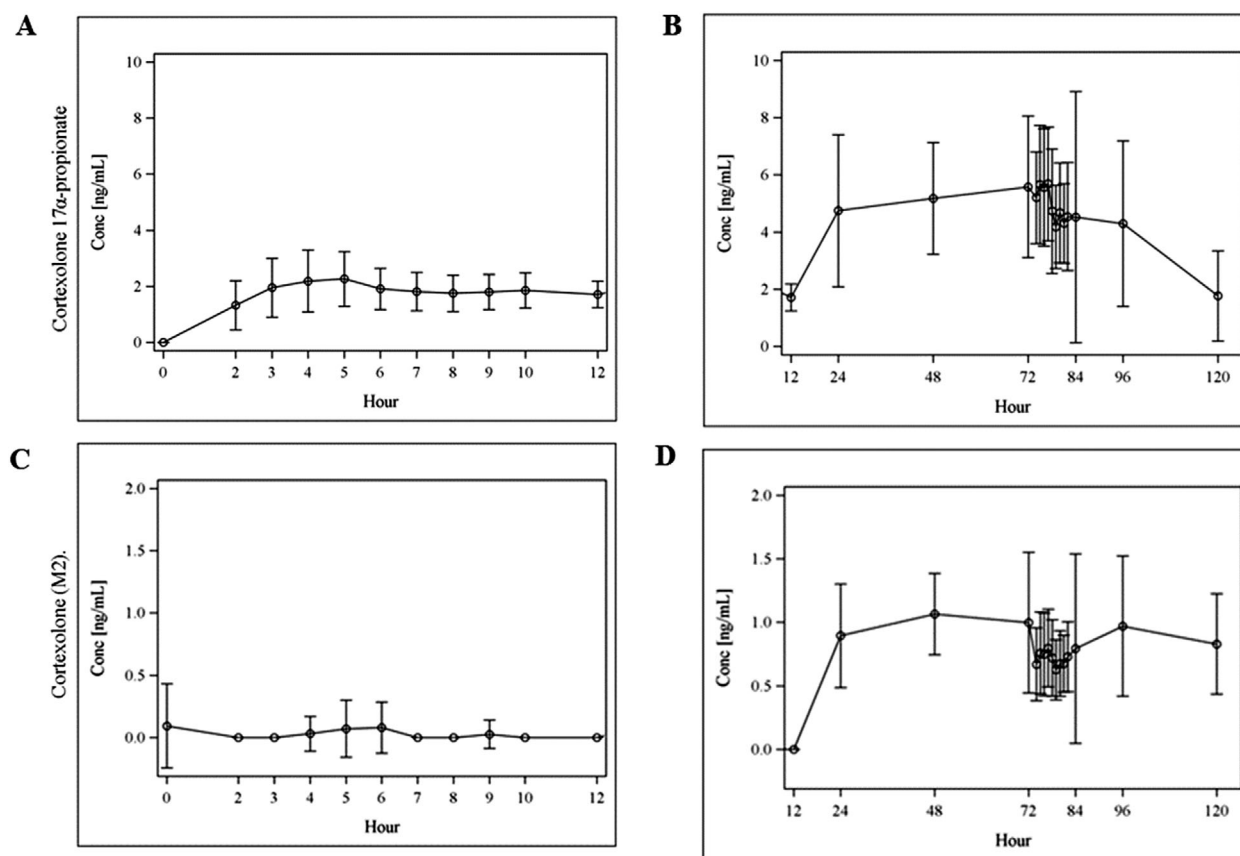 A
Cortexolone 17α-propionate
Conc [ng/mL]
10
8
6
4
2
0
0 2 3 4 5 6 7 8 9 10 12
Hour
B
Conc [ng/mL]
10
8
6
4
2
0
12 24 48 72 84 96 120
Hour
C
Cortexolone (M2).
Conc [ng/mL]
2.0
1.5
1.0
0.5
0.0
0 2 3 4 5 6 7 8 9 10 12
Hour
D
Conc [ng/mL]
2.0
1.5
1.0
0.5
0.0
12 24 48 72 84 96 120
Hour